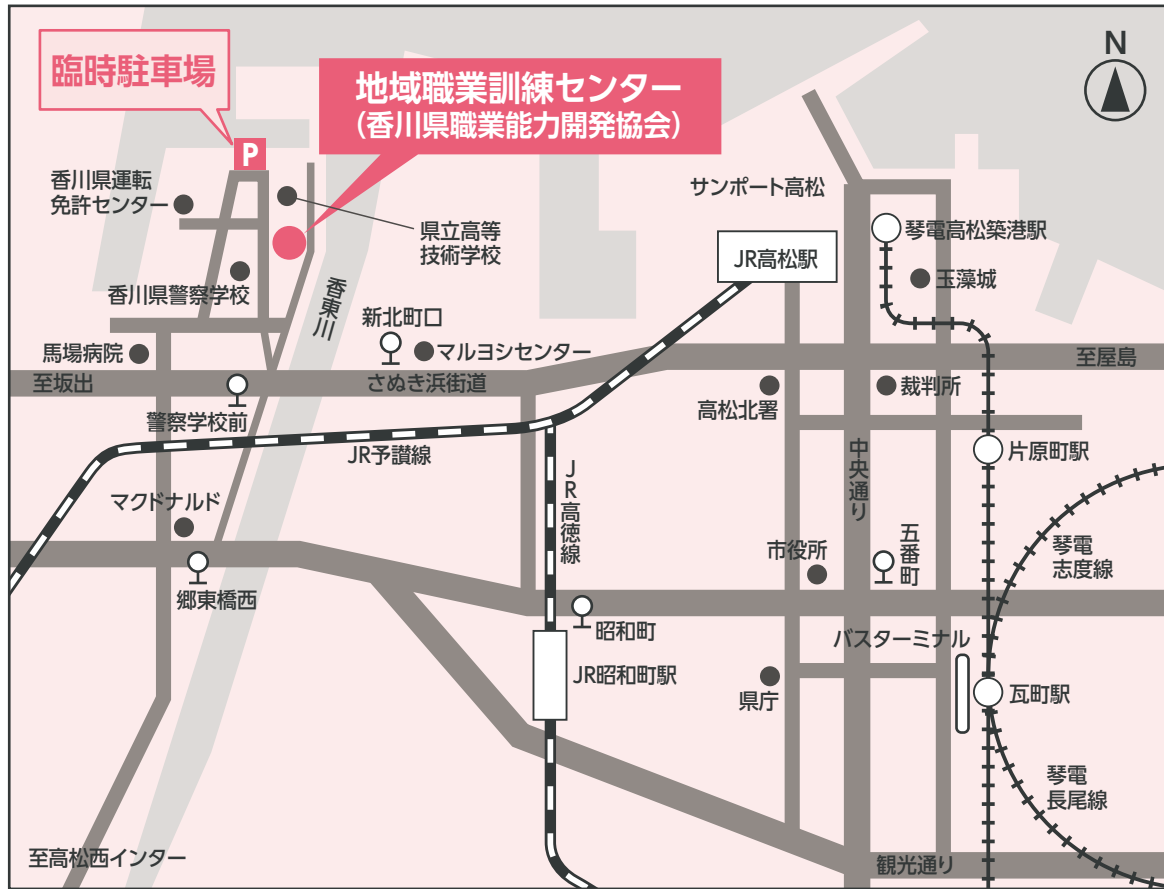 N
臨時駐車場
地域職業訓練センター
（香川県職業能力開発協会）
P
香川県運転
免許センター
県立高等
技術学校
サンポート高松
琴電高松築港駅
JR高松駅
玉藻城
香川県警察学校
香東川
新北町口
馬場病院
マルヨシセンター
至屋島
至坂出
さぬき浜街道
高松北署
裁判所
警察学校前
JR予讃線
中央通り
片原町駅
JR高徳線
マクドナルド
市役所
五番町
琴電
志度線
郷東橋西
昭和町
バスターミナル
JR昭和町駅
県庁
瓦町駅
琴電
長尾線
至高松西インター
観光通り